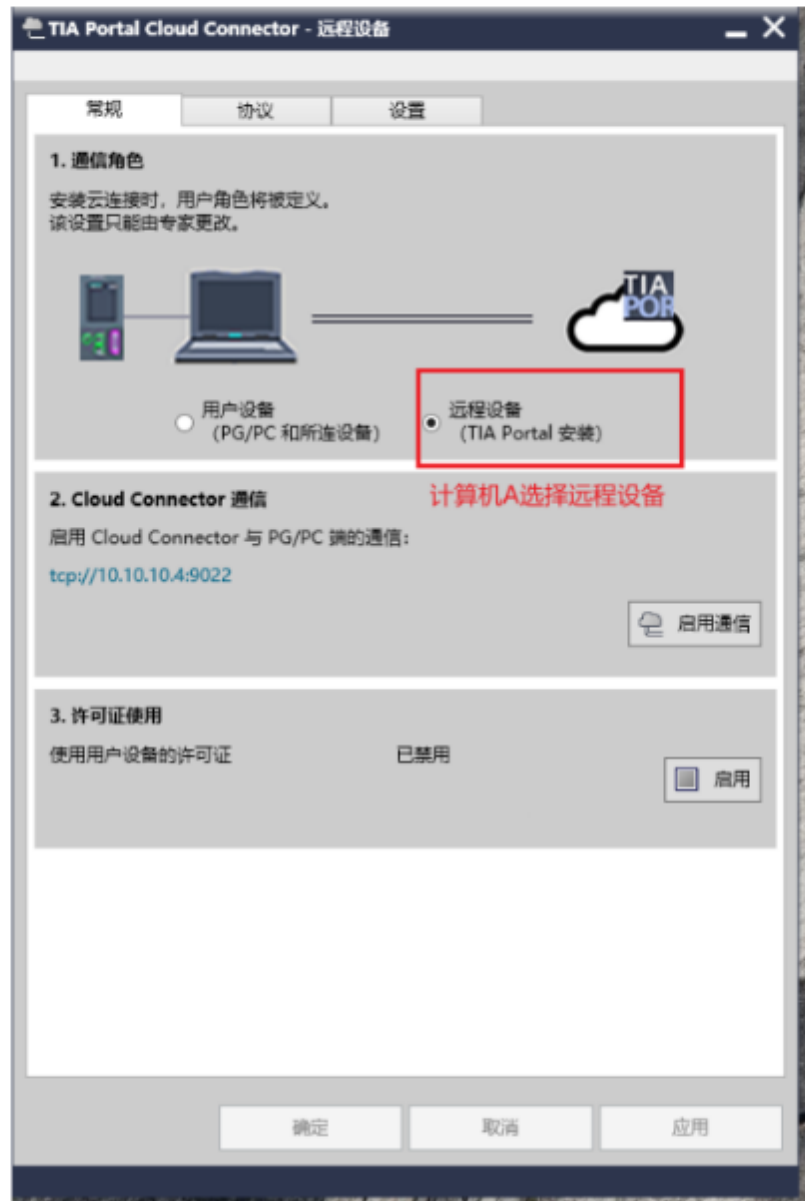 TIA Portal Cloud Connector - 远程设备
常规
协议
设置
1. 通信角色
安装云连接时，用户角色将被定义。
该设置只能由专家更改。
TIA
POR
用户设备
（PG/PC 和所连设备）
远程设备
（TIA Portal 安装）
计算机A选择远程设备
2. Cloud Connector 通信
启用 Cloud Connector 与 PG/PC 端的通信：
tcp://10.10.10.4:9022
启用通信
3. 许可证使用
使用用户设备的许可证
已禁用
启用
确定
取消
应用